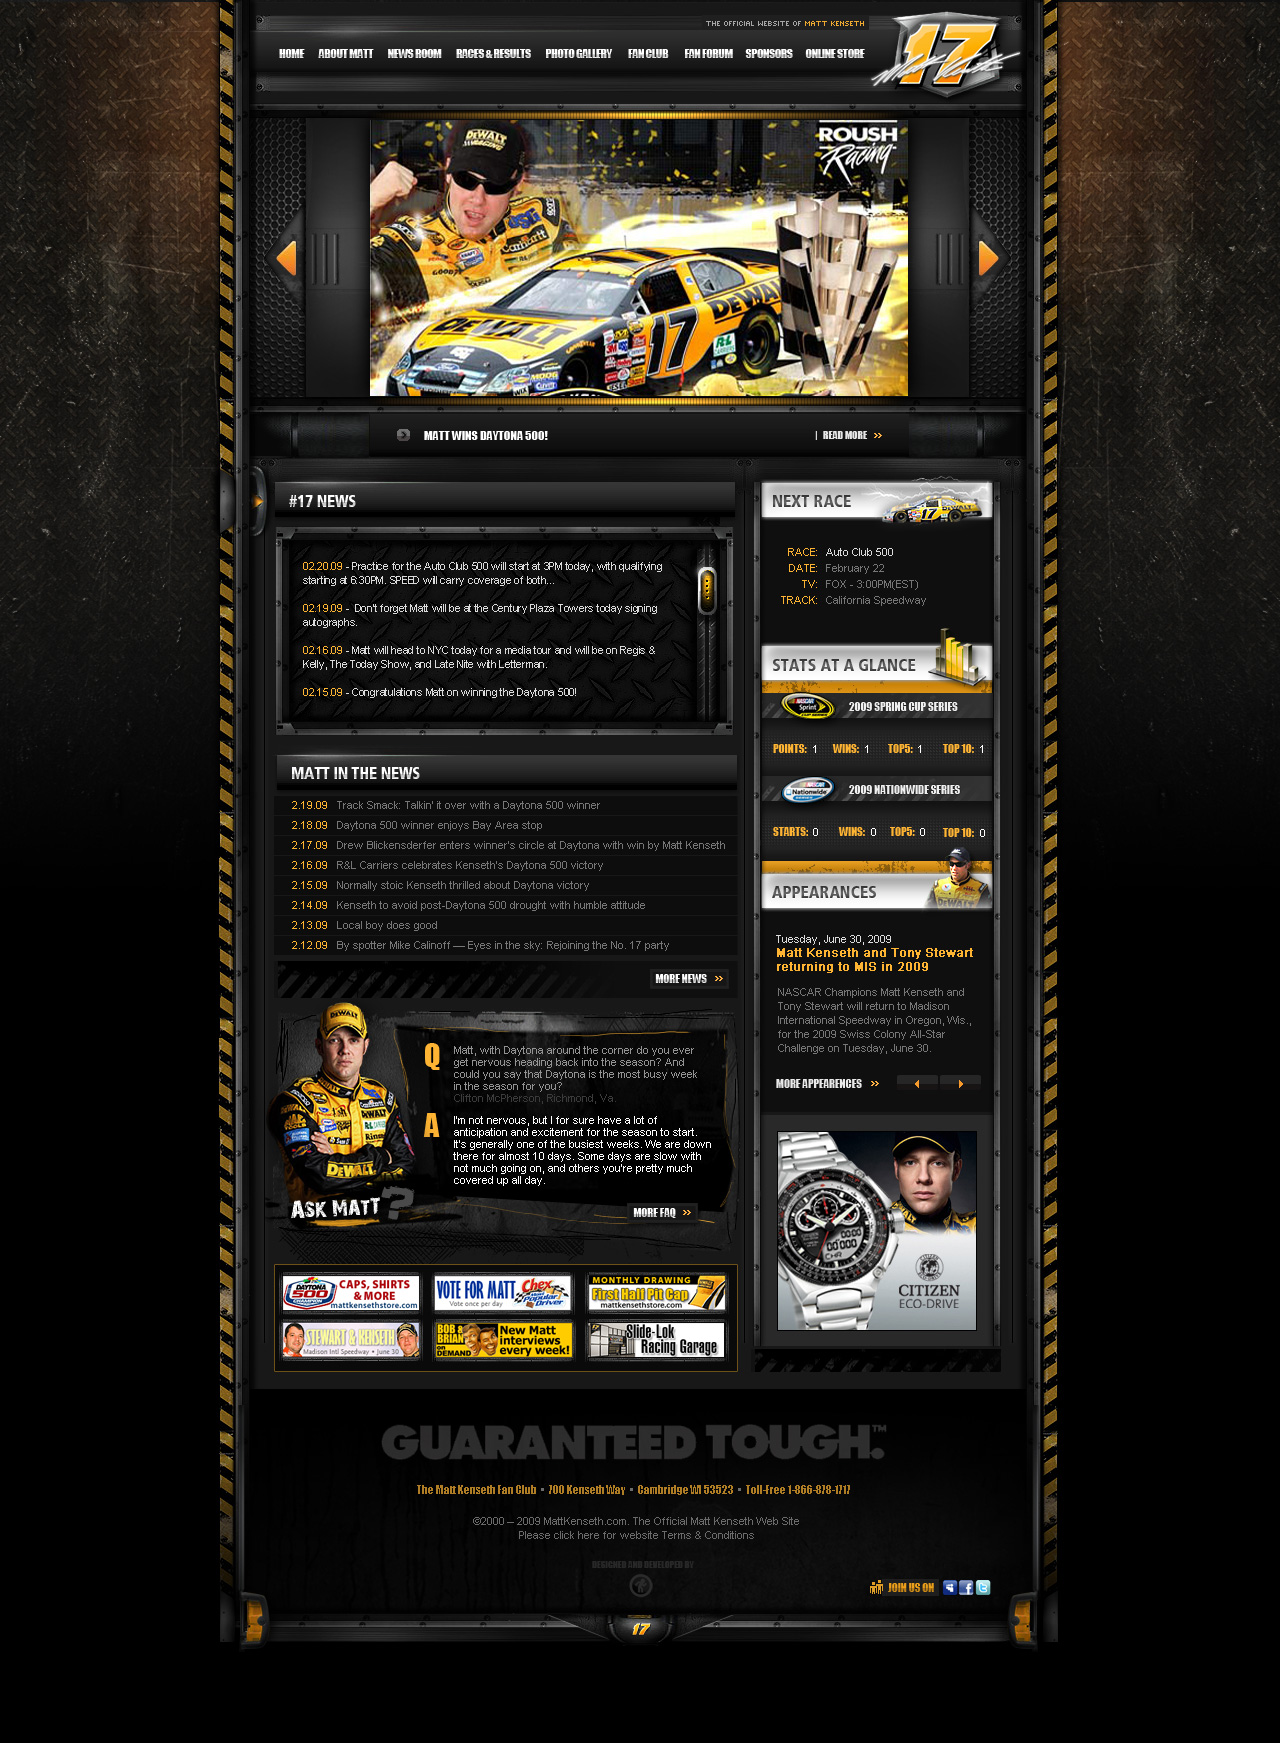 THE OFFICIAL WEBSITE OF MATT KENSETH
17
Matt Kenseth
HOME ABOUT MATT NEWS ROOM RACES & RESULTS PHOTO GALLERY FAN CLUB FAN FORUM SPONSORS ONLINE STORE
ROUSH
Racing
DEWALT
RACING
Carhartt
GOODYEAR
DEWALT
17
DEWALT
R+L
CARRIERS
MATT WINS DAYTONA 500!
| READ MORE »
#17 NEWS
02.20.09 - Practice for the Auto Club 500 will start at 3PM today, with qualifying
starting at 6:30PM. SPEED will carry coverage of both...
02.19.09 - Don't forget Matt will be at the Century Plaza Towers today signing
autographs.
02.16.09 - Matt will head to NYC today for a media tour and will be on Regis &
Kelly, The Today Show, and Late Nite with Letterman.
02.15.09 - Congratulations Matt on winning the Daytona 500!
MATT IN THE NEWS
2.19.09 Track Smack: Talkin' it over with a Daytona 500 winner
2.18.09 Daytona 500 winner enjoys Bay Area stop
2.17.09 Drew Blickensderfer enters winner's circle at Daytona with win by Matt Kenseth
2.16.09 R&L Carriers celebrates Kenseth's Daytona 500 victory
2.15.09 Normally stoic Kenseth thrilled about Daytona victory
2.14.09 Kenseth to avoid post-Daytona 500 drought with humble attitude
2.13.09 Local boy does good
2.12.09 By spotter Mike Calinoff — Eyes in the sky: Rejoining the No. 17 party
MORE NEWS »
DEWALT
DEWALT
ASK MATT?
Q
Matt, with Daytona around the corner do you ever
get nervous heading back into the season? And
could you say that Daytona is the most busy week
in the season for you?
Clifton McPherson, Richmond, Va.
A
I'm not nervous, but I for sure have a lot of
anticipation and excitement for the season to start.
It's generally one of the busiest weeks. We are down
there for almost 10 days. Some days are slow with
not much going on, and others you're pretty much
covered up all day.
MORE FAQ »
DAYTONA
500
CHAMPION
CAPS, SHIRTS
& MORE
mattkensethstore.com
VOTE FOR MATT
Vote once per day
Chex
Most
Popular
Driver
MONTHLY DRAWING
First Half Pit Cap
mattkensethstore.com
STEWART & KENSETH
Madison Intl Speedway • June 30
BOB &
BRIAN
on
DEMAND
New Matt
interviews
every week!
Slide-Lok
Racing Garage
NEXT RACE
RACE: Auto Club 500
DATE: February 22
TV: FOX - 3:00PM(EST)
TRACK: California Speedway
STATS AT A GLANCE
NASCAR
Sprint
CUP SERIES
2009 SPRING CUP SERIES
POINTS: 1 WINS: 1 TOP5: 1 TOP 10: 1
NASCAR
Nationwide
2009 NATIONWIDE SERIES
STARTS: 0 WINS: 0 TOP5: 0 TOP 10: 0
APPEARANCES
Tuesday, June 30, 2009
Matt Kenseth and Tony Stewart
returning to MIS in 2009
NASCAR Champions Matt Kenseth and
Tony Stewart will return to Madison
International Speedway in Oregon, Wis.,
for the 2009 Swiss Colony All-Star
Challenge on Tuesday, June 30.
MORE APPEARENCES »
CITIZEN
ECO-DRIVE
GUARANTEED TOUGH.™
The Matt Kenseth Fan Club • 700 Kenseth Way • Cambridge WI 53523 • Toll-Free 1-866-878-1717
©2000 – 2009 MattKenseth.com. The Official Matt Kenseth Web Site
Please click here for website Terms & Conditions
DESIGNED AND DEVELOPED BY
JOIN US ON
17